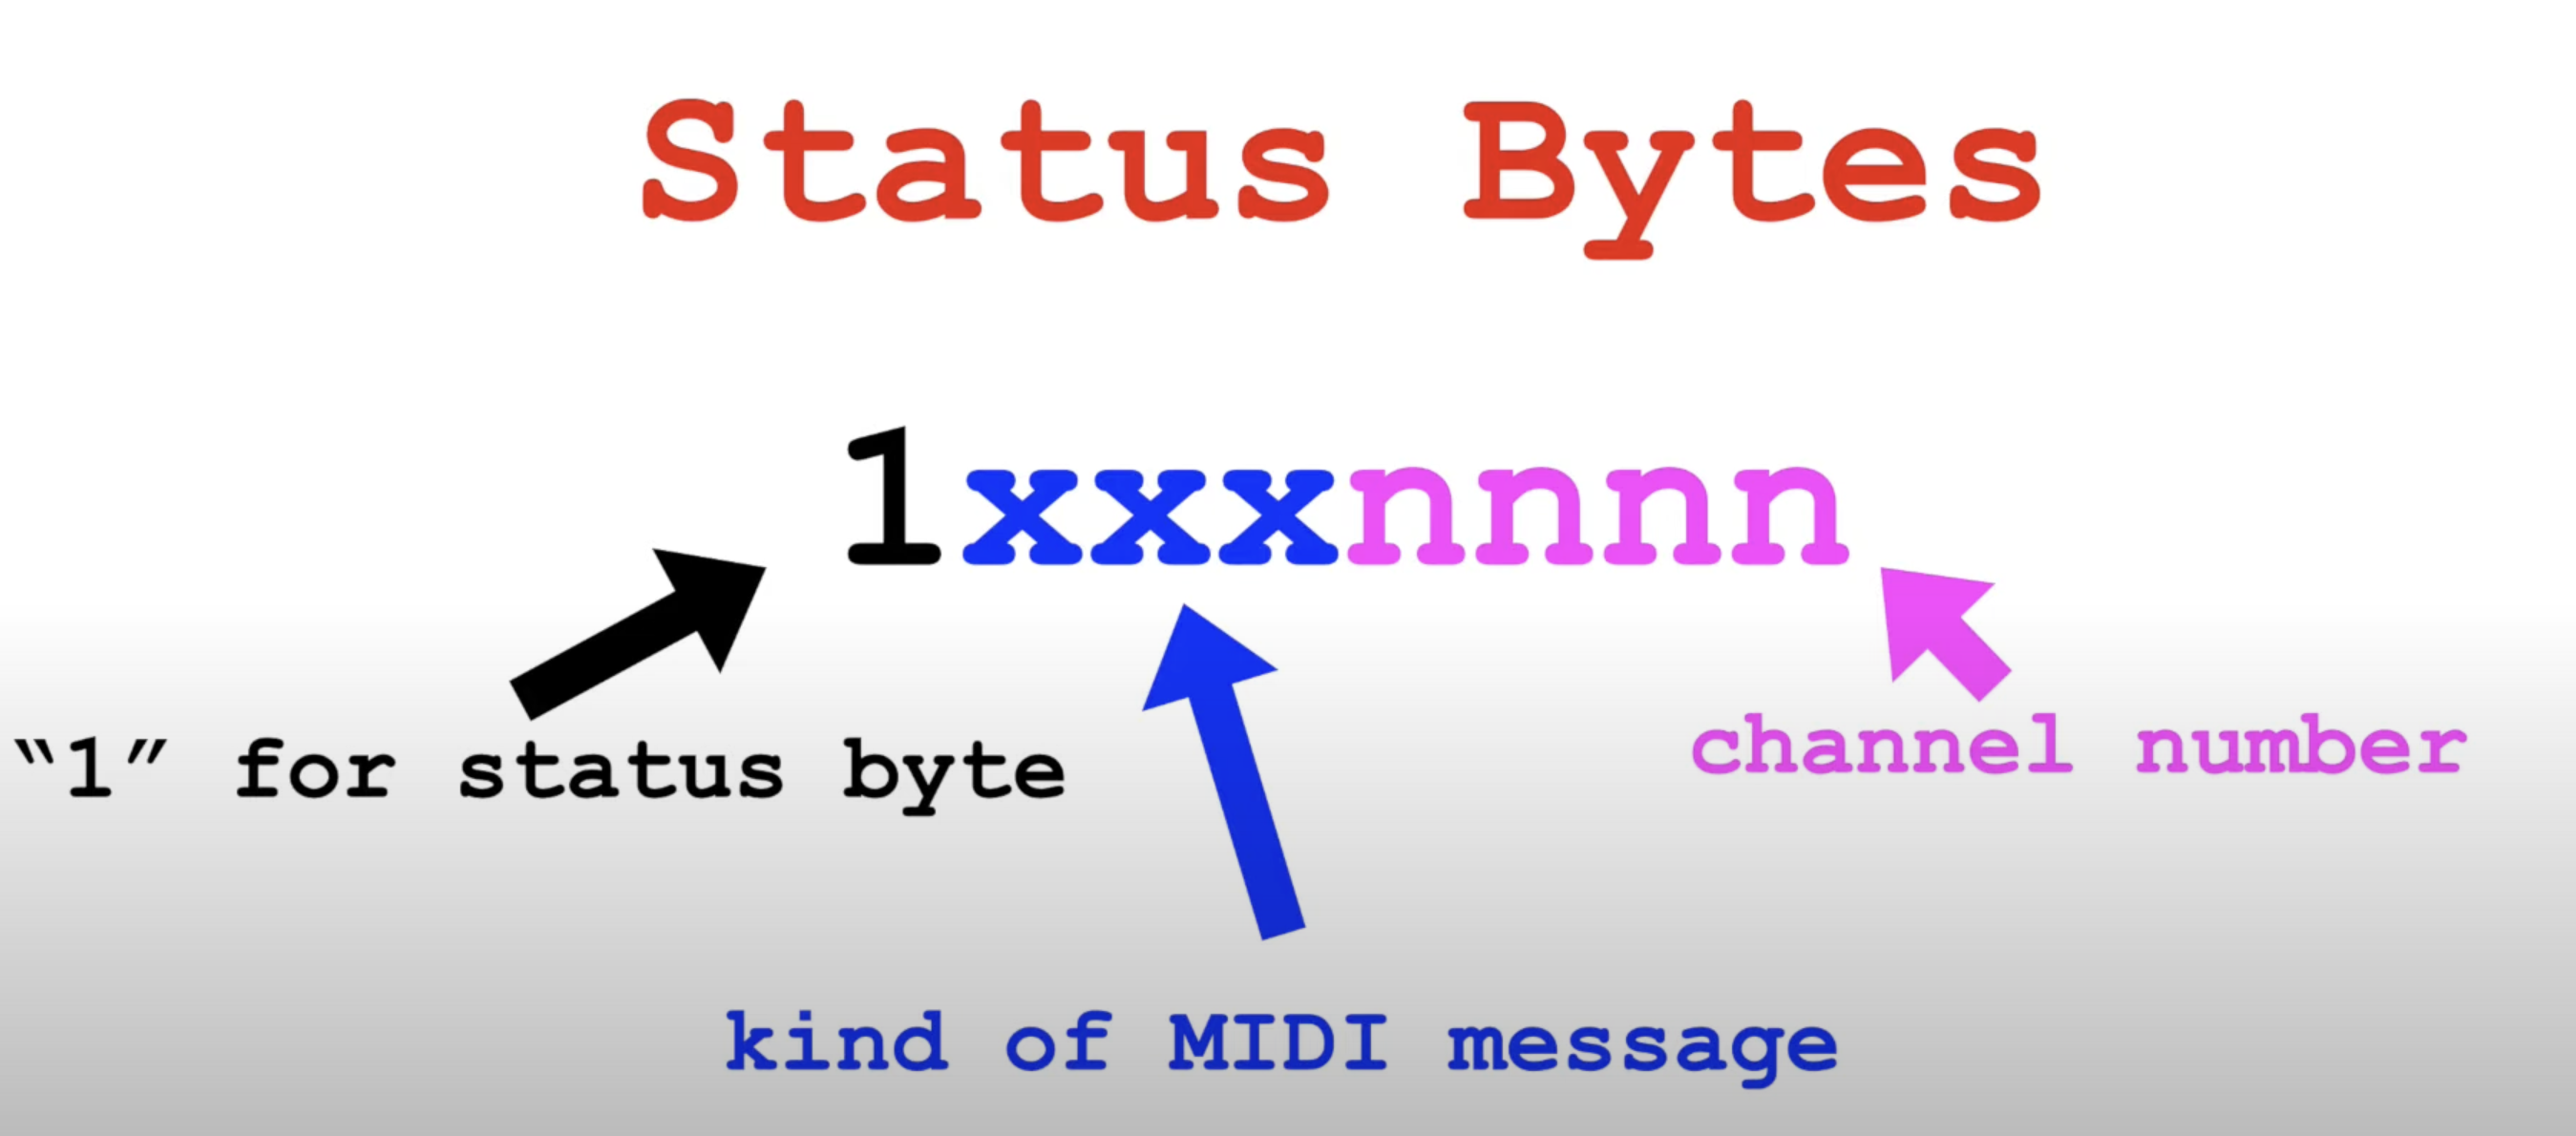 Status Bytes
1xxxnnnn
“1” for status byte
channel number
kind of MIDI message